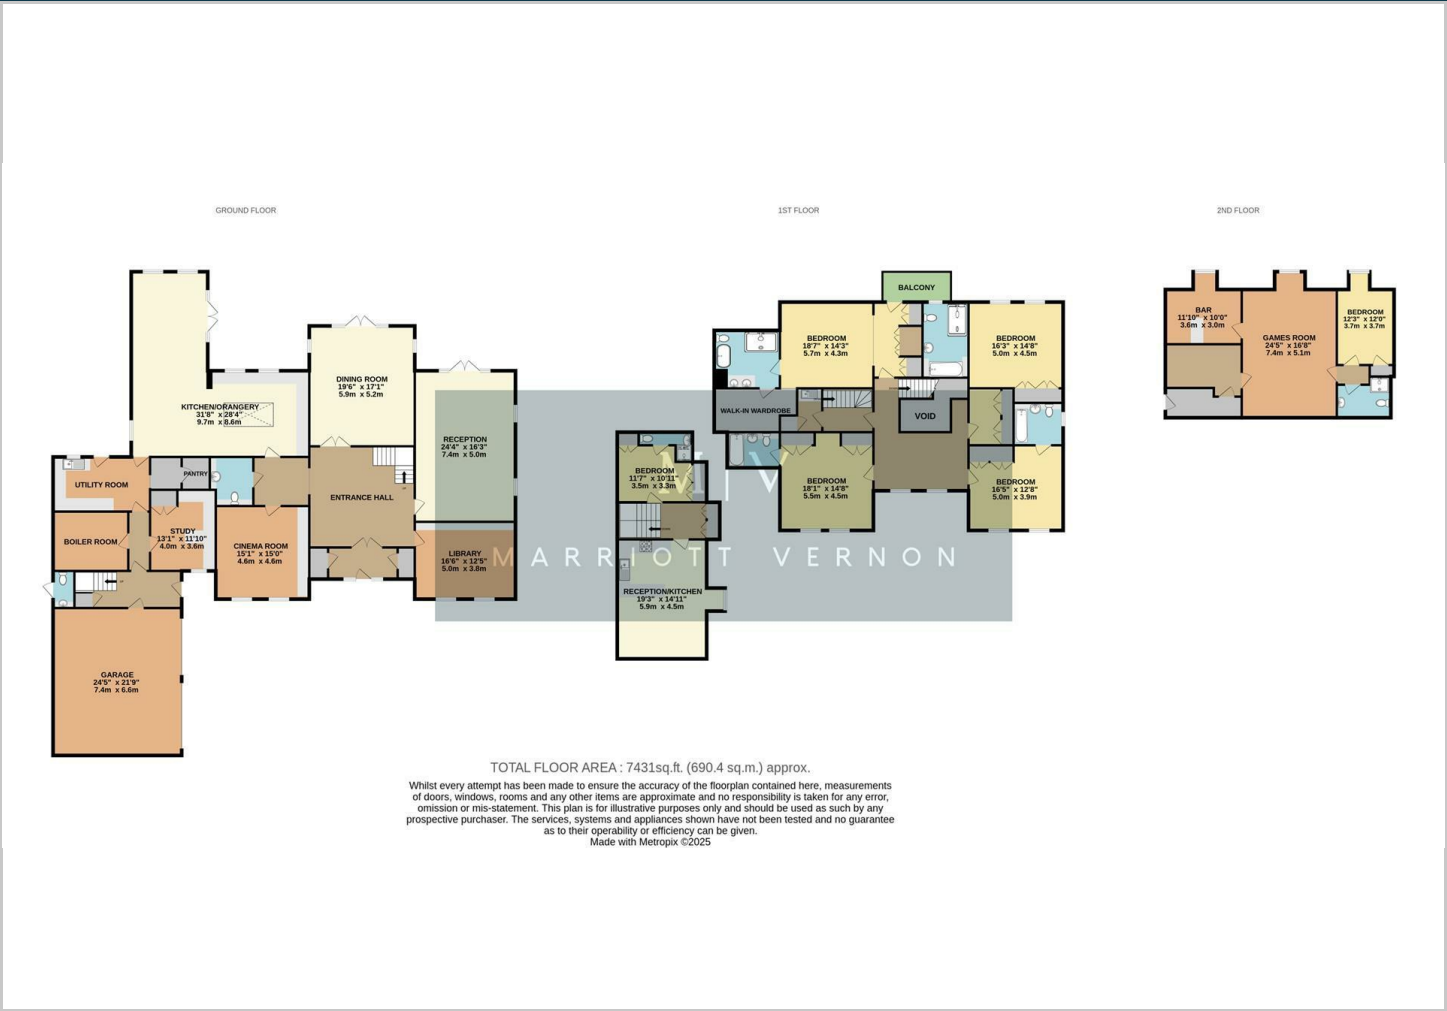 GROUND FLOOR
1ST FLOOR
2ND FLOOR
KITCHEN/ORANGERY
31'8" x 28'4"
9.7m x 8.6m
DINING ROOM
19'6" x 17'1"
5.9m x 5.2m
RECEPTION
24'4" x 16'3"
7.4m x 5.0m
PANTRY
UTILITY ROOM
ENTRANCE HALL
BOILER ROOM
STUDY
13'1" x 11'10"
4.0m x 3.6m
CINEMA ROOM
15'1" x 15'0"
4.6m x 4.6m
LIBRARY
16'6" x 12'5"
5.0m x 3.8m
GARAGE
24'5" x 21'9"
7.4m x 6.6m
BALCONY
BEDROOM
18'7" x 14'3"
5.7m x 4.3m
BEDROOM
16'3" x 14'8"
5.0m x 4.5m
WALK-IN WARDROBE
VOID
BEDROOM
11'7" x 10'11"
3.5m x 3.3m
BEDROOM
18'1" x 14'8"
5.5m x 4.5m
BEDROOM
16'5" x 12'8"
5.0m x 3.9m
RECEPTION/KITCHEN
19'3" x 14'11"
5.9m x 4.5m
M | V
MARRIOTT VERNON
BAR
11'10" x 10'0"
3.6m x 3.0m
GAMES ROOM
24'5" x 16'8"
7.4m x 5.1m
BEDROOM
12'3" x 12'0"
3.7m x 3.7m
TOTAL FLOOR AREA : 7431sq.ft. (690.4 sq.m.) approx.
Whilst every attempt has been made to ensure the accuracy of the floorplan contained here, measurements
of doors, windows, rooms and any other items are approximate and no responsibility is taken for any error,
omission or mis-statement. This plan is for illustrative purposes only and should be used as such by any
prospective purchaser. The services, systems and appliances shown have not been tested and no guarantee
as to their operability or efficiency can be given.
Made with Metropix ©2025